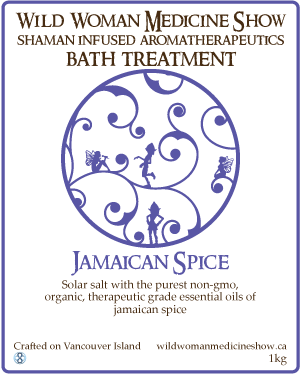 Wild Woman Medicine Show
Shaman Infused Aromatherapeutics
Bath Treatment
Jamaican Spice
Solar salt with the purest non-gmo,
organic, therapeutic grade essential oils of
jamaican spice
Crafted on Vancouver Island wildwomanmedicineshow.ca
1kg